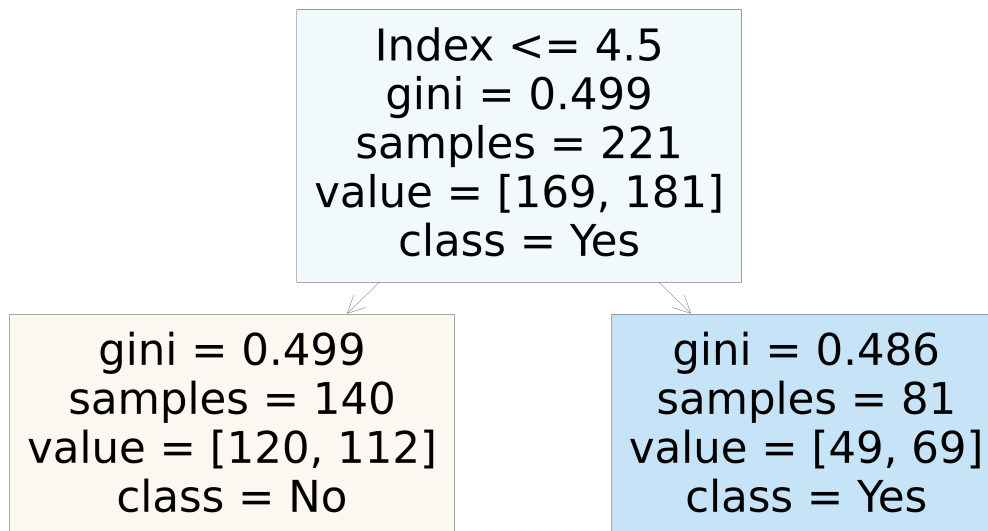 Index <= 4.5
gini = 0.499
samples = 221
value = [169, 181]
class = Yes
gini = 0.499
samples = 140
value = [120, 112]
class = No
gini = 0.486
samples = 81
value = [49, 69]
class = Yes